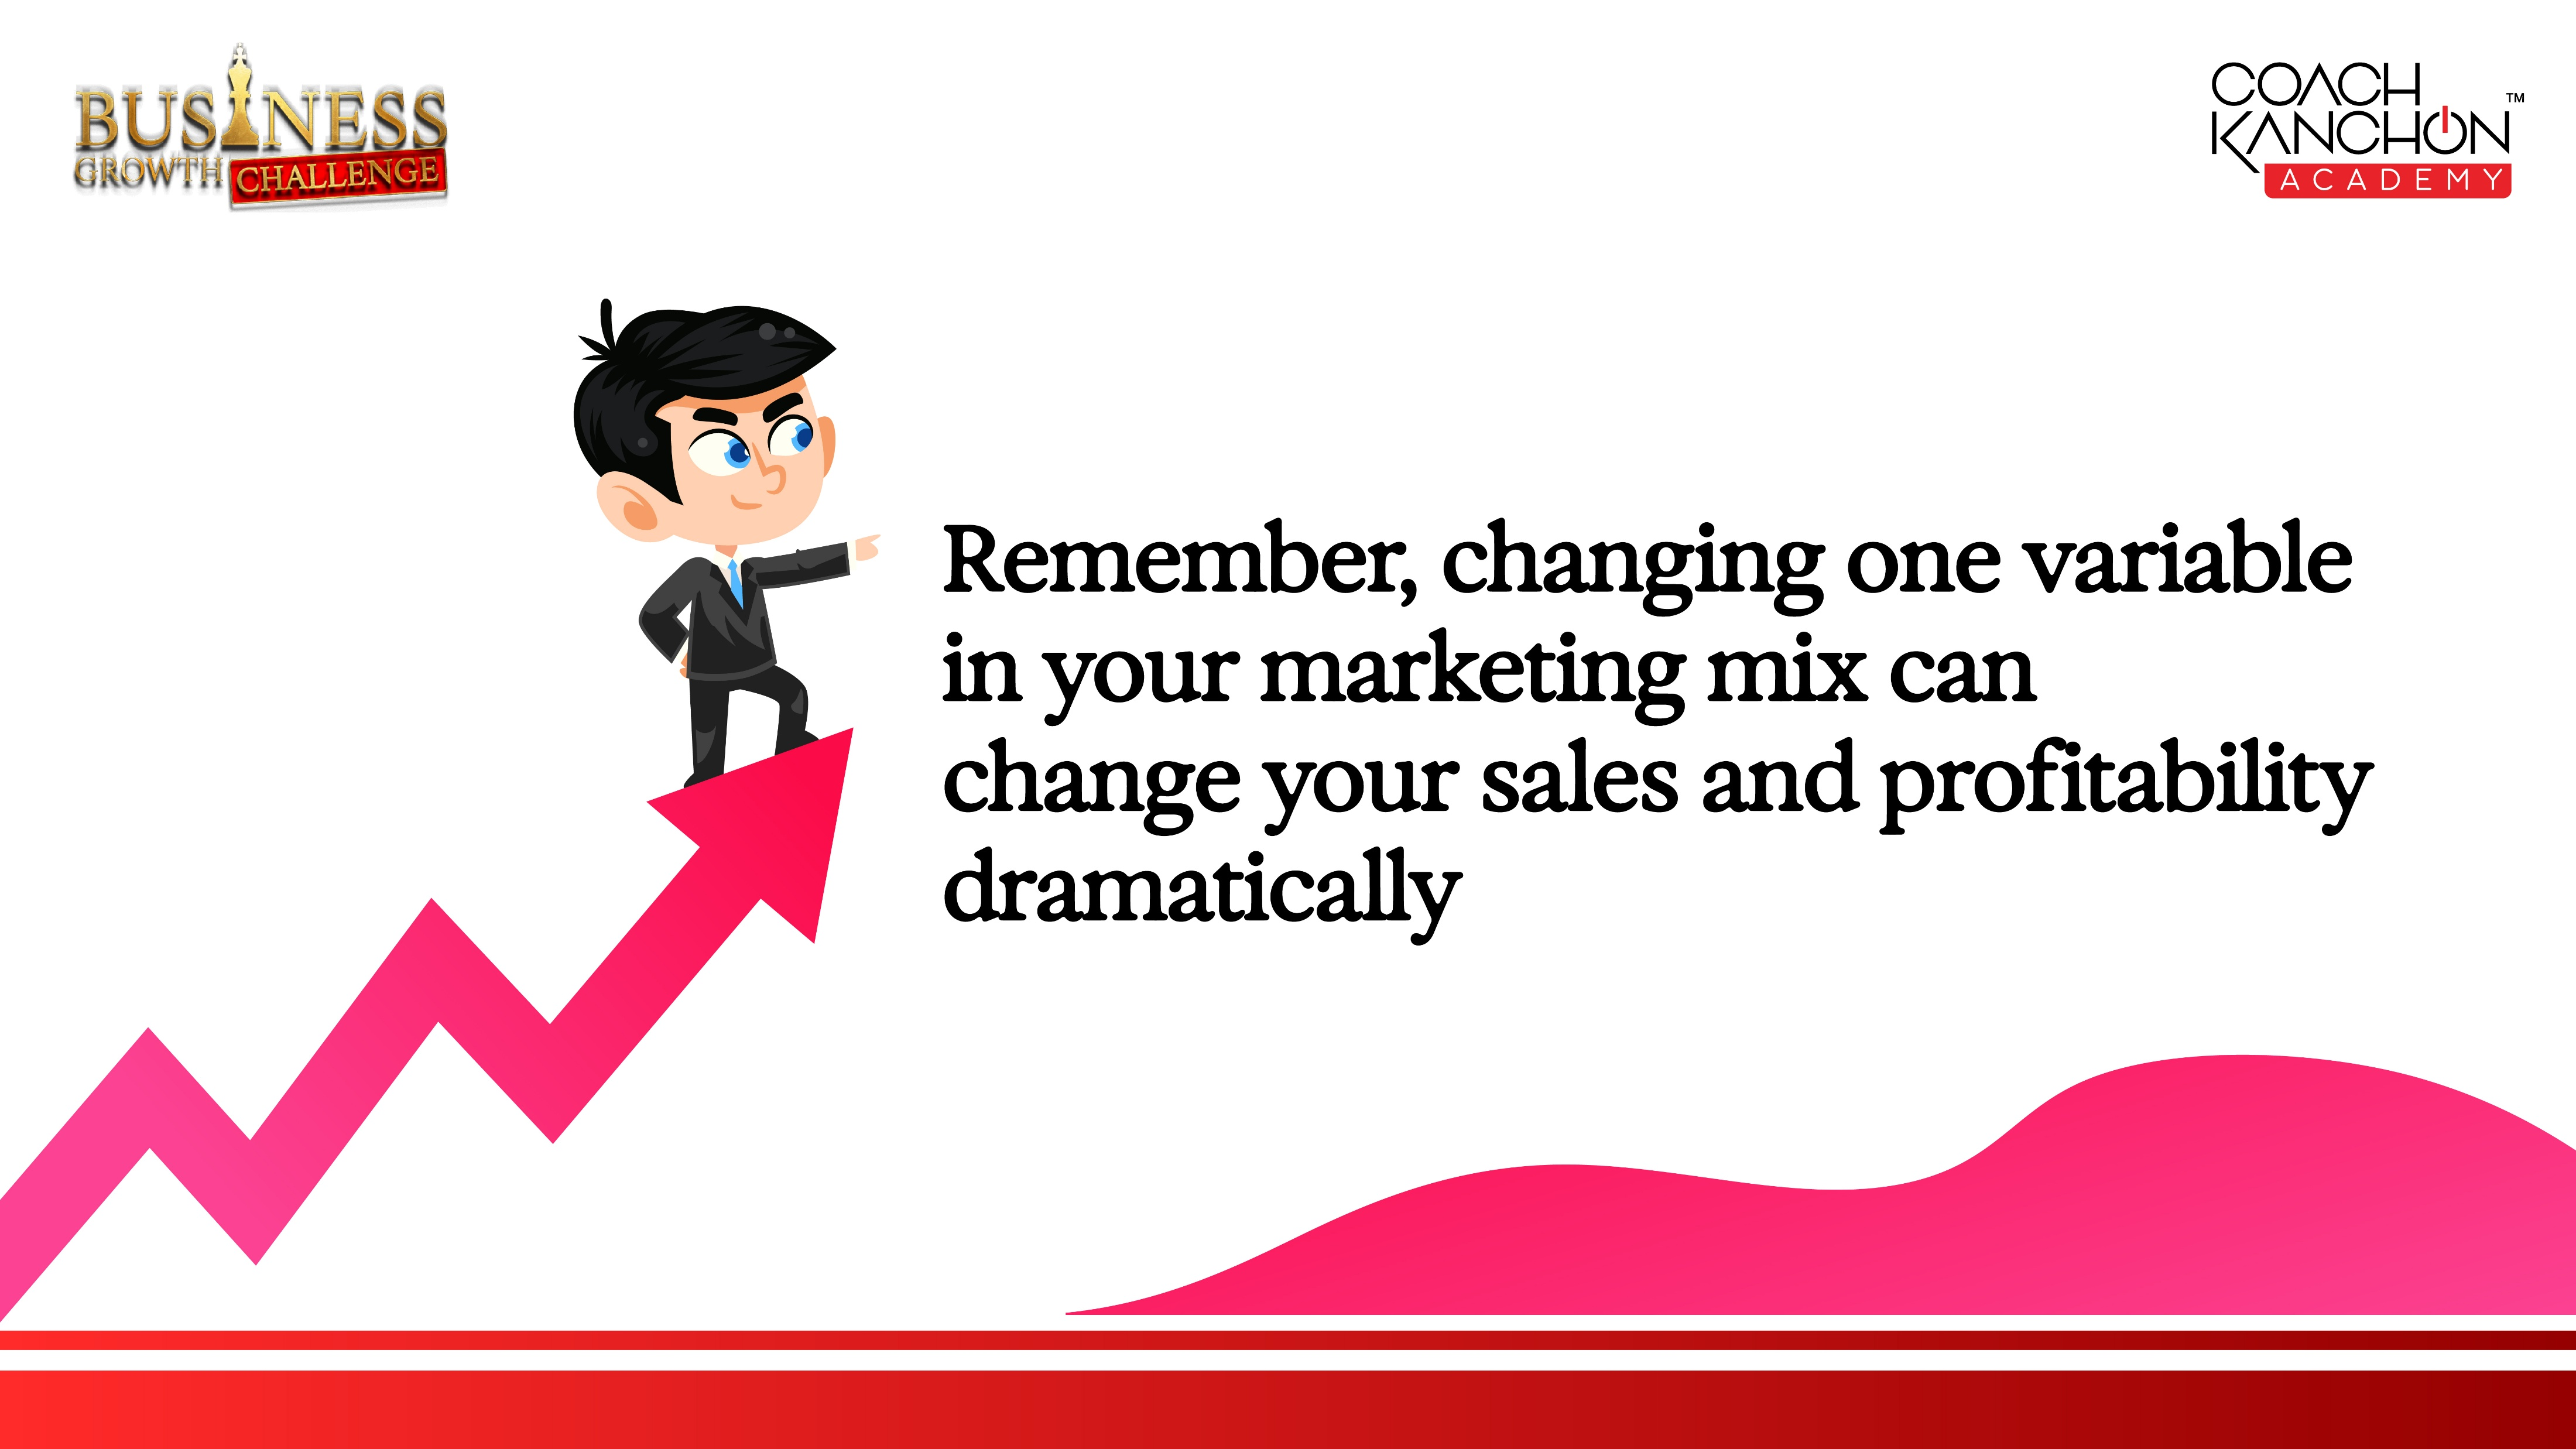 BUSINESS
GROWTH CHALLENGE
COACH
KANCHON
TM
ACADEMY
Remember, changing one variable
in your marketing mix can
change your sales and profitability
dramatically